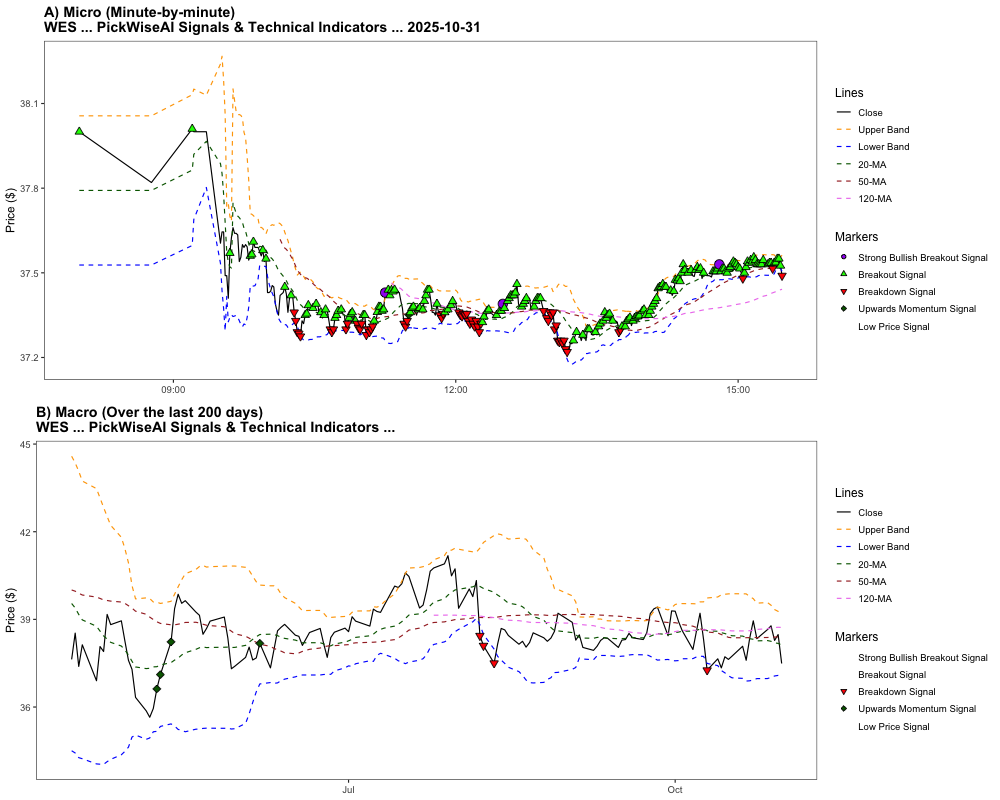 A) Micro (Minute-by-minute)
WES ... PickWiseAI Signals & Technical Indicators ... 2025-10-31
Price ($)
38.1
37.8
37.5
37.2
09:00
12:00
15:00
Lines
Close
Upper Band
Lower Band
20-MA
50-MA
120-MA
Markers
Strong Bullish Breakout Signal
Breakout Signal
Breakdown Signal
Upwards Momentum Signal
Low Price Signal
B) Macro (Over the last 200 days)
WES ... PickWiseAI Signals & Technical Indicators ...
Price ($)
45
42
39
36
Jul
Oct
Lines
Close
Upper Band
Lower Band
20-MA
50-MA
120-MA
Markers
Strong Bullish Breakout Signal
Breakout Signal
Breakdown Signal
Upwards Momentum Signal
Low Price Signal